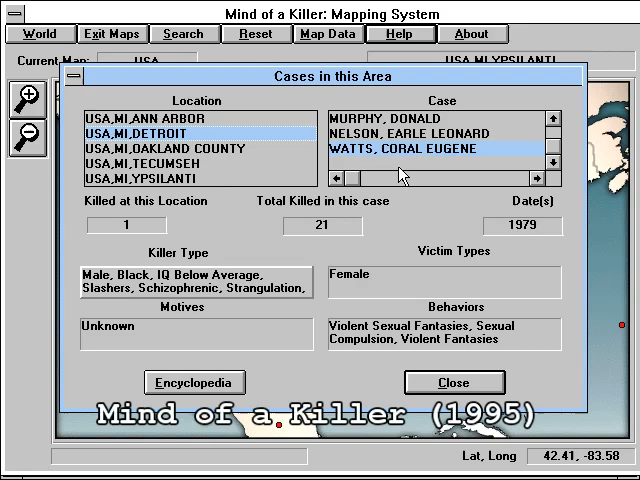 Mind of a Killer: Mapping System
World Exit Maps Search Reset Map Data Help About
Current Map: USA USA,MI,YPSILANTI
Cases in this Area
Location Case
USA,MI,ANN ARBOR
USA,MI,DETROIT
USA,MI,OAKLAND COUNTY
USA,MI,TECUMSEH
USA,MI,YPSILANTI
MURPHY, DONALD
NELSON, EARLE LEONARD
WATTS, CORAL EUGENE
Killed at this Location Total Killed in this case Date(s)
1 21 1979
Killer Type Victim Types
Male, Black, IQ Below Average,
Slashers, Schizophrenic, Strangulation,
Female
Motives Behaviors
Unknown
Violent Sexual Fantasies, Sexual
Compulsion, Violent Fantasies
Encyclopedia Close
Mind of a Killer (1995)
Lat, Long 42.41, -83.58